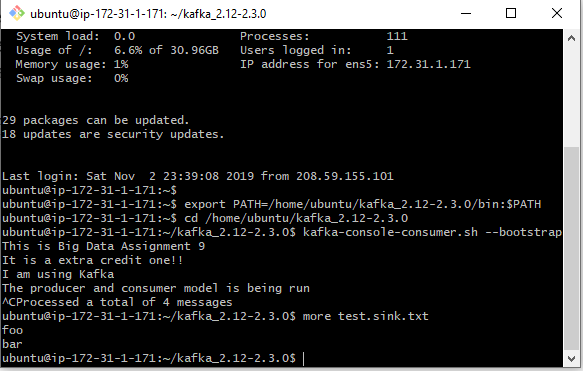 ubuntu@ip-172-31-1-171: ~/kafka_2.12-2.3.0
System load:  0.0                Processes:           111
Usage of /:   6.6% of 30.96GB   Users logged in:     1
Memory usage: 1%                 IP address for ens5: 172.31.1.171
Swap usage:   0%
29 packages can be updated.
18 updates are security updates.
Last login: Sat Nov  2 23:39:08 2019 from 208.59.155.101
ubuntu@ip-172-31-1-171:~$
ubuntu@ip-172-31-1-171:~$ export PATH=/home/ubuntu/kafka_2.12-2.3.0/bin:$PATH
ubuntu@ip-172-31-1-171:~$ cd /home/ubuntu/kafka_2.12-2.3.0
ubuntu@ip-172-31-1-171:~/kafka_2.12-2.3.0$ kafka-console-consumer.sh --bootstrap
This is Big Data Assignment 9
It is a extra credit one!!
I am using Kafka
The producer and consumer model is being run
^CProcessed a total of 4 messages
ubuntu@ip-172-31-1-171:~/kafka_2.12-2.3.0$ more test.sink.txt
foo
bar
ubuntu@ip-172-31-1-171:~/kafka_2.12-2.3.0$